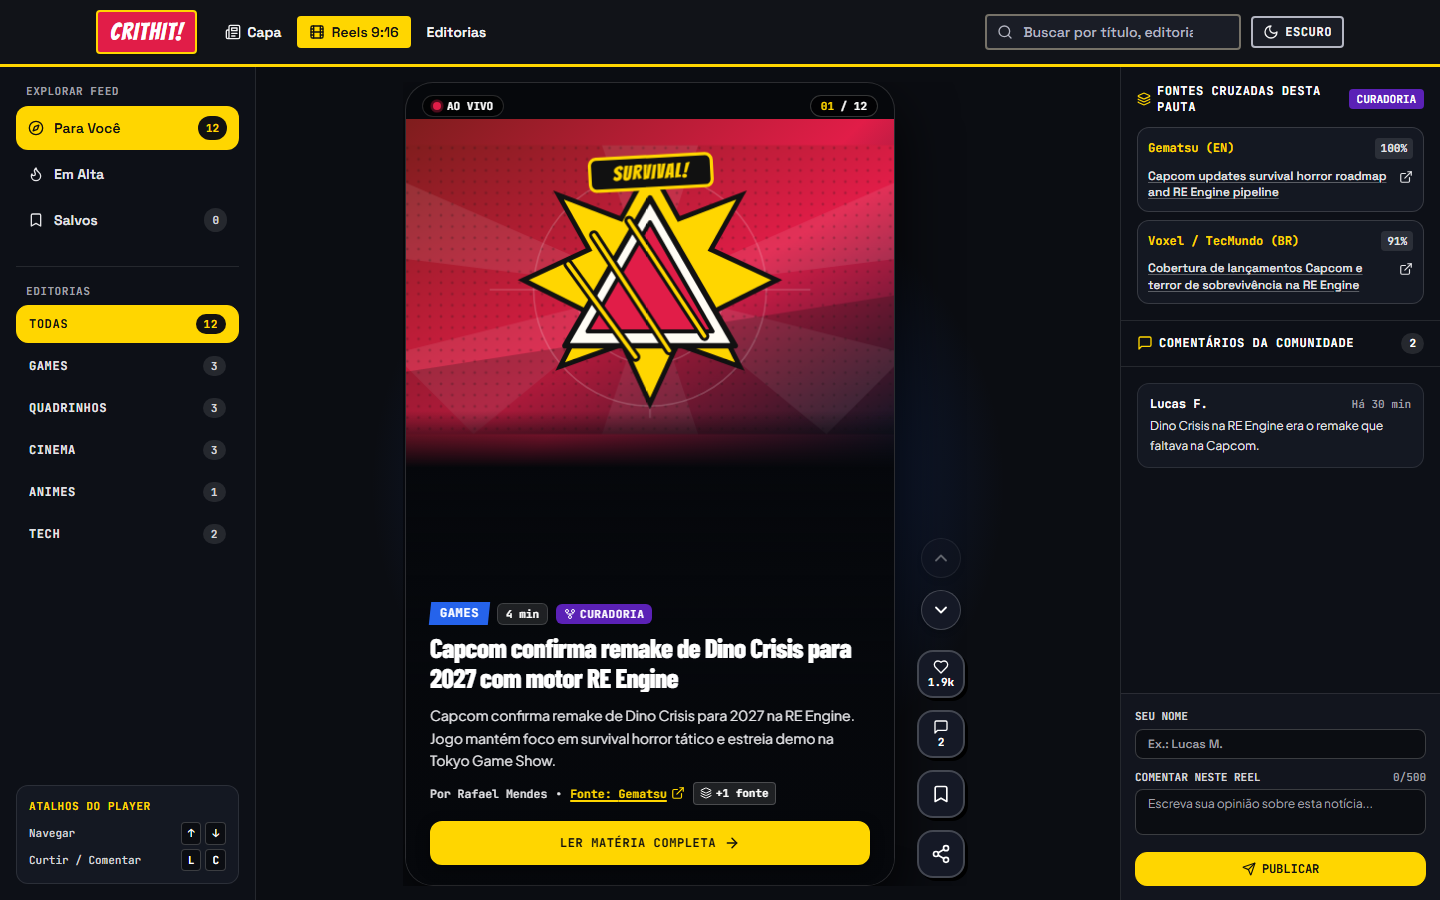 CRITHIT!
Capa
Reels 9:16
Editorias
Buscar por título, editoria
ESCURO
EXPLORAR FEED
Para Você
12
Em Alta
Salvos
0
EDITORIAS
TODAS
12
GAMES
3
QUADRINHOS
3
CINEMA
3
ANIMES
1
TECH
2
ATALHOS DO PLAYER
Navegar
↑ ↓
Curtir / Comentar
L C
AO VIVO
01 / 12
SURVIVAL!
GAMES
4 min
CURADORIA
Capcom confirma remake de Dino Crisis para
2027 com motor RE Engine
Capcom confirma remake de Dino Crisis para 2027 na RE Engine.
Jogo mantém foco em survival horror tático e estreia demo na
Tokyo Game Show.
Por Rafael Mendes • Fonte: Gematsu
+1 fonte
LER MATÉRIA COMPLETA →
1.9k
2
FONTES CRUZADAS DESTA
PAUTA
CURADORIA
Gematsu (EN)
100%
Capcom updates survival horror roadmap
and RE Engine pipeline
Voxel / TecMundo (BR)
91%
Cobertura de lançamentos Capcom e
terror de sobrevivência na RE Engine
COMENTÁRIOS DA COMUNIDADE
2
Lucas F.
Há 30 min
Dino Crisis na RE Engine era o remake que
faltava na Capcom.
SEU NOME
Ex.: Lucas M.
COMENTAR NESTE REEL
0/500
Escreva sua opinião sobre esta notícia...
PUBLICAR